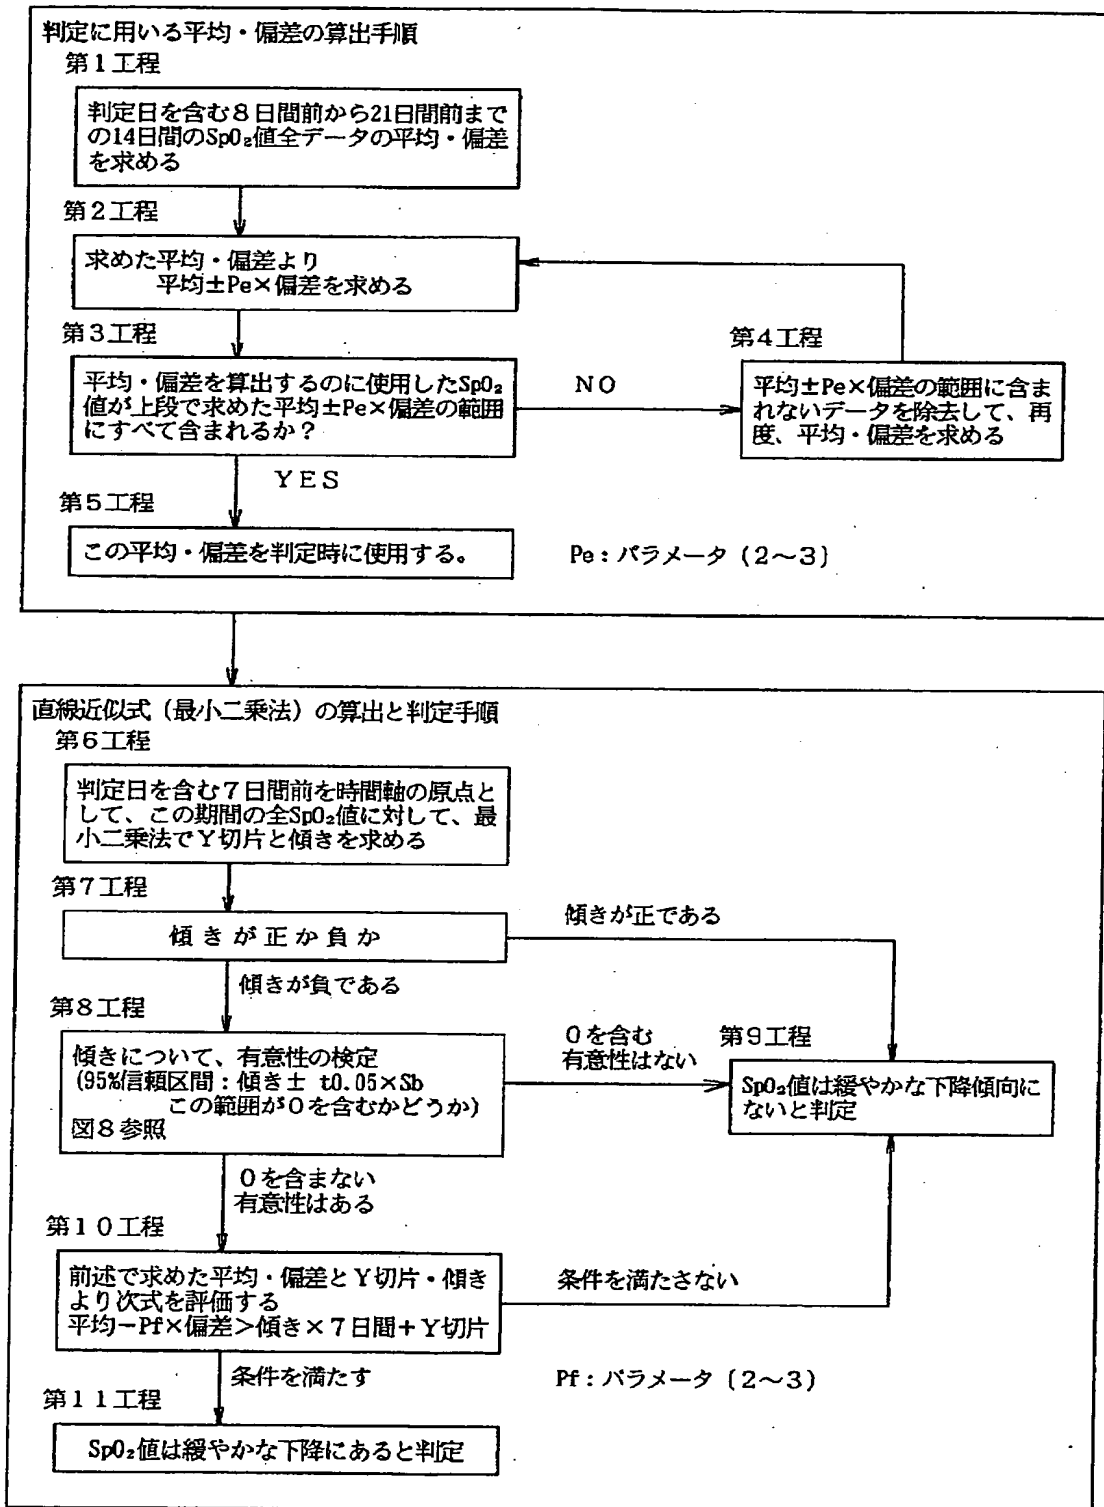 判定に用いる平均・偏差の算出手順
第1工程
判定日を含む8日間前から21日間前まで
の14日間のSpO₂値全データの平均・偏差
を求める
第2工程
求めた平均・偏差より
平均±Pe×偏差を求める
第3工程
平均・偏差を算出するのに使用したSpO₂
値が上段で求めた平均±Pe×偏差の範囲
にすべて含まれるか?
NO
第4工程
平均±Pe×偏差の範囲に含ま
れないデータを除去して、再
度、平均・偏差を求める
YES
第5工程
この平均・偏差を判定時に使用する。
Pe:パラメータ(2～3)
直線近似式(最小二乗法)の算出と判定手順
第6工程
判定日を含む7日間前を時間軸の原点と
して、この期間の全SpO₂値に対して、最
小二乗法でY切片と傾きを求める
第7工程
傾きが正か負か
傾きが正である
傾きが負である
第8工程
傾きについて、有意性の検定
(95%信頼区間:傾き± t0.05×Sb
この範囲が0を含むかどうか)
図8参照
0を含む
有意性はない
第9工程
SpO₂値は緩やかな下降傾向に
ないと判定
0を含まない
有意性はある
第10工程
前述で求めた平均・偏差とY切片・傾き
より次式を評価する
平均－Pf×偏差＞傾き×7日間＋Y切片
条件を満たさない
条件を満たす
Pf:パラメータ(2～3)
第11工程
SpO₂値は緩やかな下降にあると判定